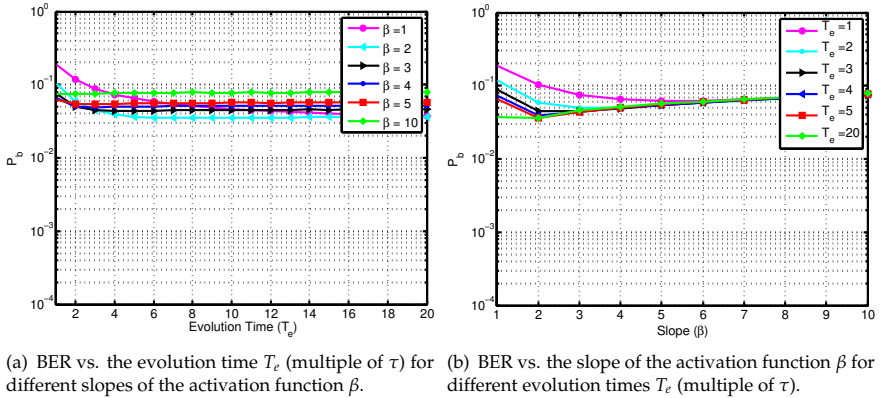 10^0
10^-1
10^-2
10^-3
10^-4
P_b
2 4 6 8 10 12 14 16 18 20
Evolution Time (T_e)
β =1
β = 2
β = 3
β = 4
β = 5
β = 10
10^0
10^-1
10^-2
10^-3
10^-4
P_b
1 2 3 4 5 6 7 8 9 10
Slope (β)
T_e =1
T_e =2
T_e =3
T_e =4
T_e =5
T_e =20
(a) BER vs. the evolution time T_e (multiple of τ) for
different slopes of the activation function β.
(b) BER vs. the slope of the activation function β for
different evolution times T_e (multiple of τ).